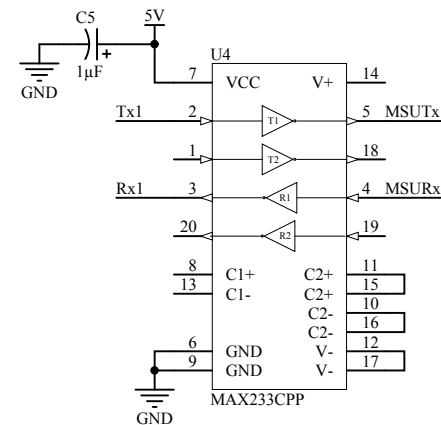 C5
5V
1µF
GND
U4
7 VCC V+ 14
Tx1 2 T1 5 MSUTx
1 T2 18
Rx1 3 R1 4 MSURx
20 R2 19
8 C1+ C2+ 11
13 C1- C2+ 15
C2- 10
C2- 16
6 GND V- 12
9 GND V- 17
MAX233CPP
GND